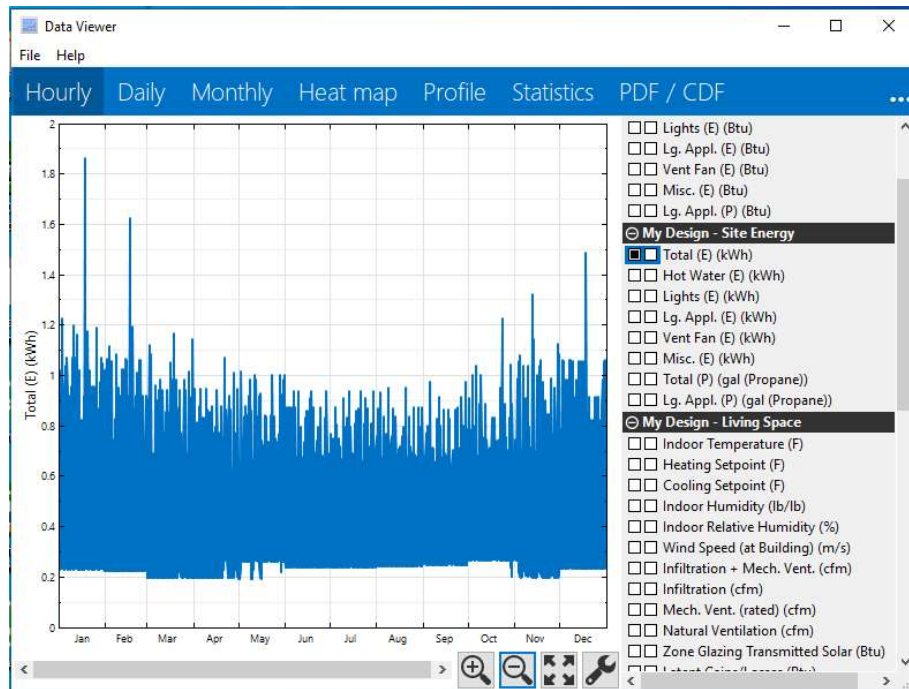 Data Viewer
File Help
Hourly Daily Monthly Heat map Profile Statistics PDF / CDF ...
Total (E) (kWh)
2
1.8
1.6
1.4
1.2
1
0.8
0.6
0.4
0.2
0
Jan Feb Mar Apr May Jun Jul Aug Sep Oct Nov Dec
Lights (E) (Btu)
Lg. Appl. (E) (Btu)
Vent Fan (E) (Btu)
Misc. (E) (Btu)
Lg. Appl. (P) (Btu)
My Design - Site Energy
Total (E) (kWh)
Hot Water (E) (kWh)
Lights (E) (kWh)
Lg. Appl. (E) (kWh)
Vent Fan (E) (kWh)
Misc. (E) (kWh)
Total (P) (gal (Propane))
Lg. Appl. (P) (gal (Propane))
My Design - Living Space
Indoor Temperature (F)
Heating Setpoint (F)
Cooling Setpoint (F)
Indoor Humidity (lb/lb)
Indoor Relative Humidity (%)
Wind Speed (at Building) (m/s)
Infiltration + Mech. Vent. (cfm)
Infiltration (cfm)
Mech. Vent. (rated) (cfm)
Natural Ventilation (cfm)
Zone Glazing Transmitted Solar (Btu)